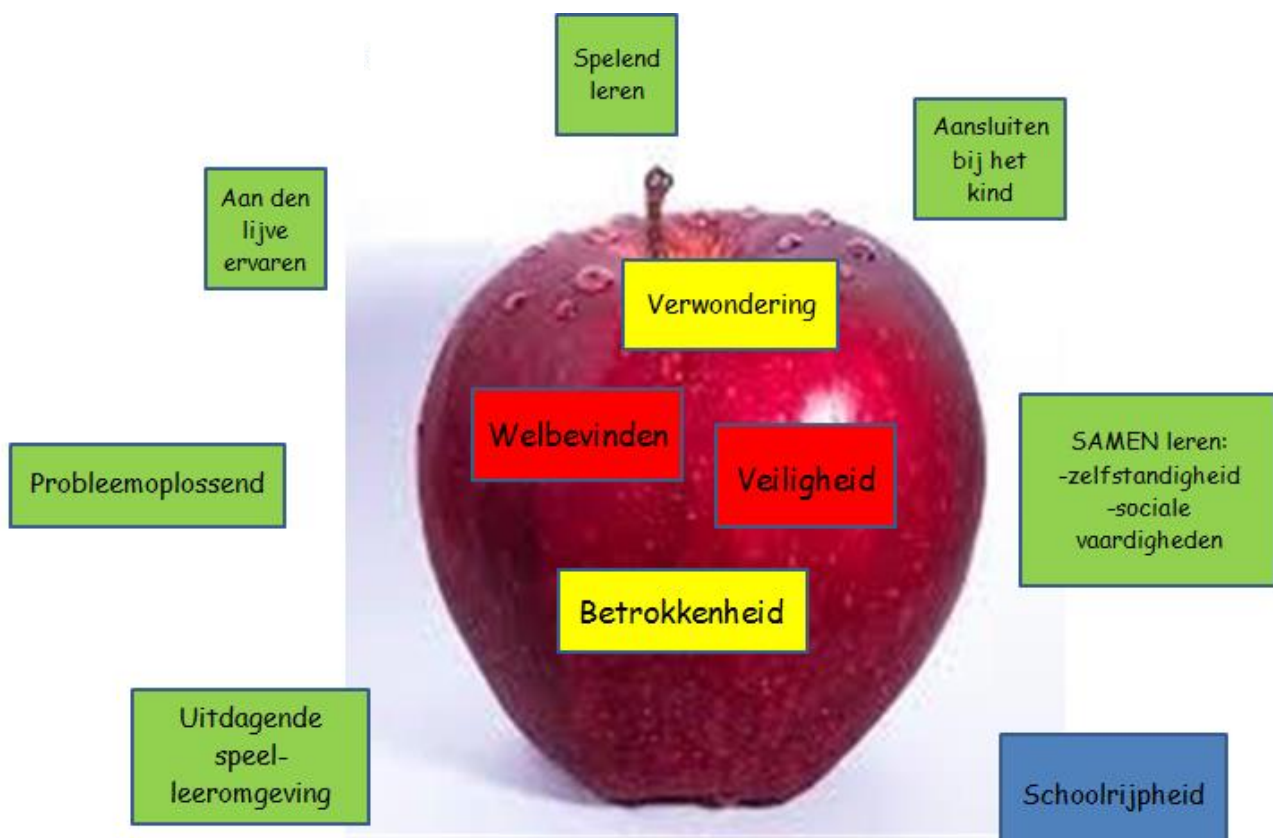 Spelend
leren
Aansluiten
bij het
kind
Aan den
lijve
ervaren
Verwondering
Welbevinden
Veiligheid
SAMEN leren:
-zelfstandigheid
-sociale
vaardigheden
Probleemoplossend
Betrokkenheid
Uitdagende
speel-
leeromgeving
Schoolrijpheid